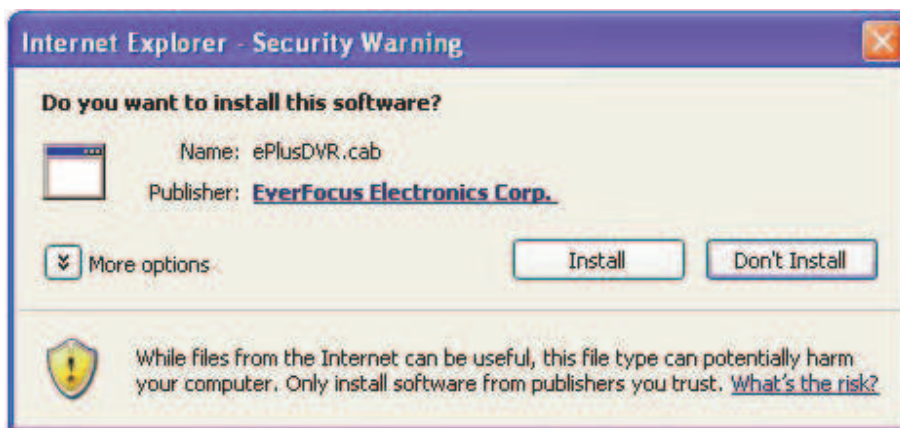 Internet Explorer - Security Warning
Do you want to install this software?
Name: ePlusDVR.cab
Publisher: EverFocus Electronics Corp.
More options
Install
Don't Install
While files from the Internet can be useful, this file type can potentially harm
your computer. Only install software from publishers you trust. What's the risk?